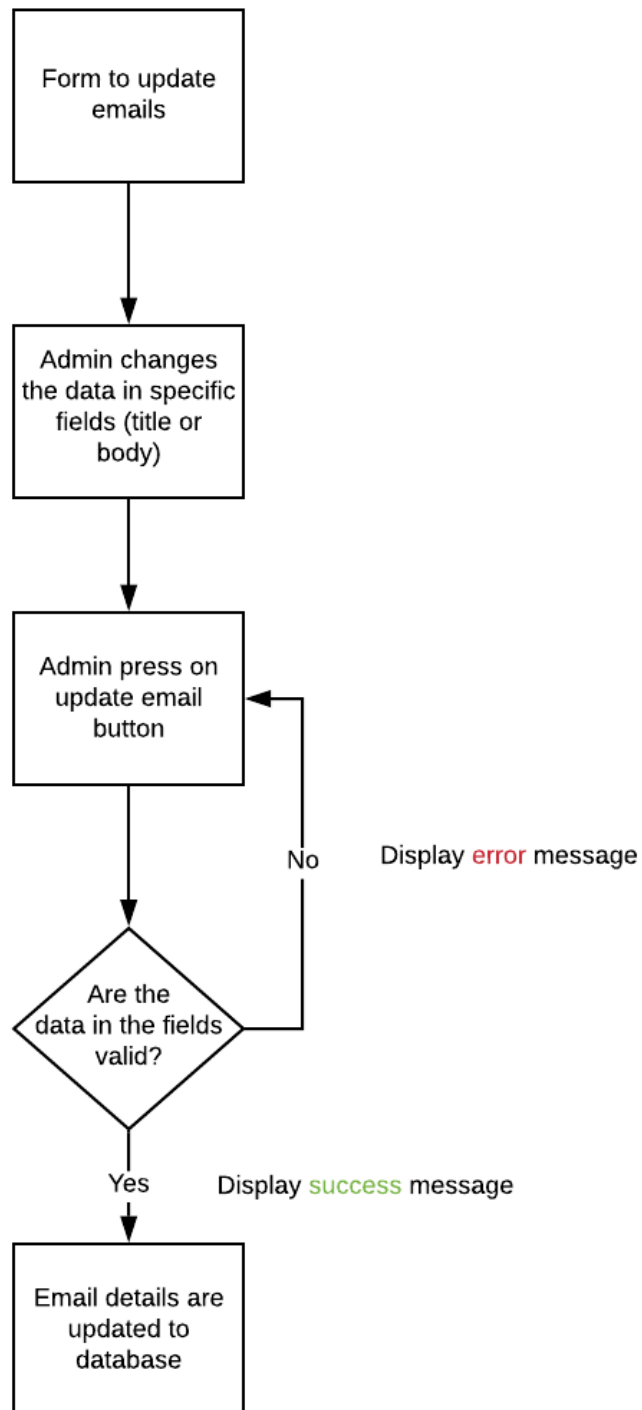 Form to update
emails
Admin changes
the data in specific
fields (title or
body)
Admin press on
update email
button
No
Display error message
Are the
data in the fields
valid?
Yes
Display success message
Email details are
updated to
database